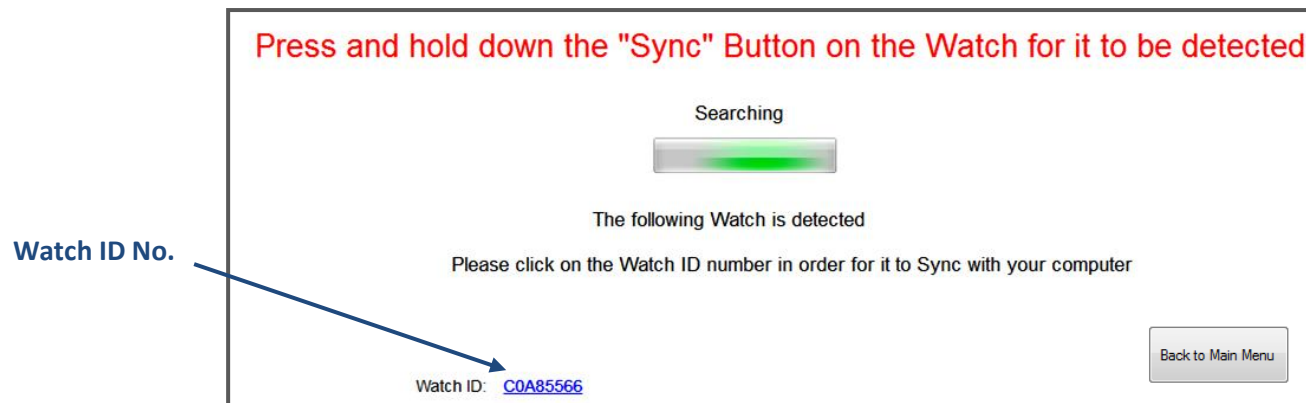 Press and hold down the "Sync" Button on the Watch for it to be detected
Searching
The following Watch is detected
Watch ID No.
Please click on the Watch ID number in order for it to Sync with your computer
Back to Main Menu
Watch ID: C0A85566